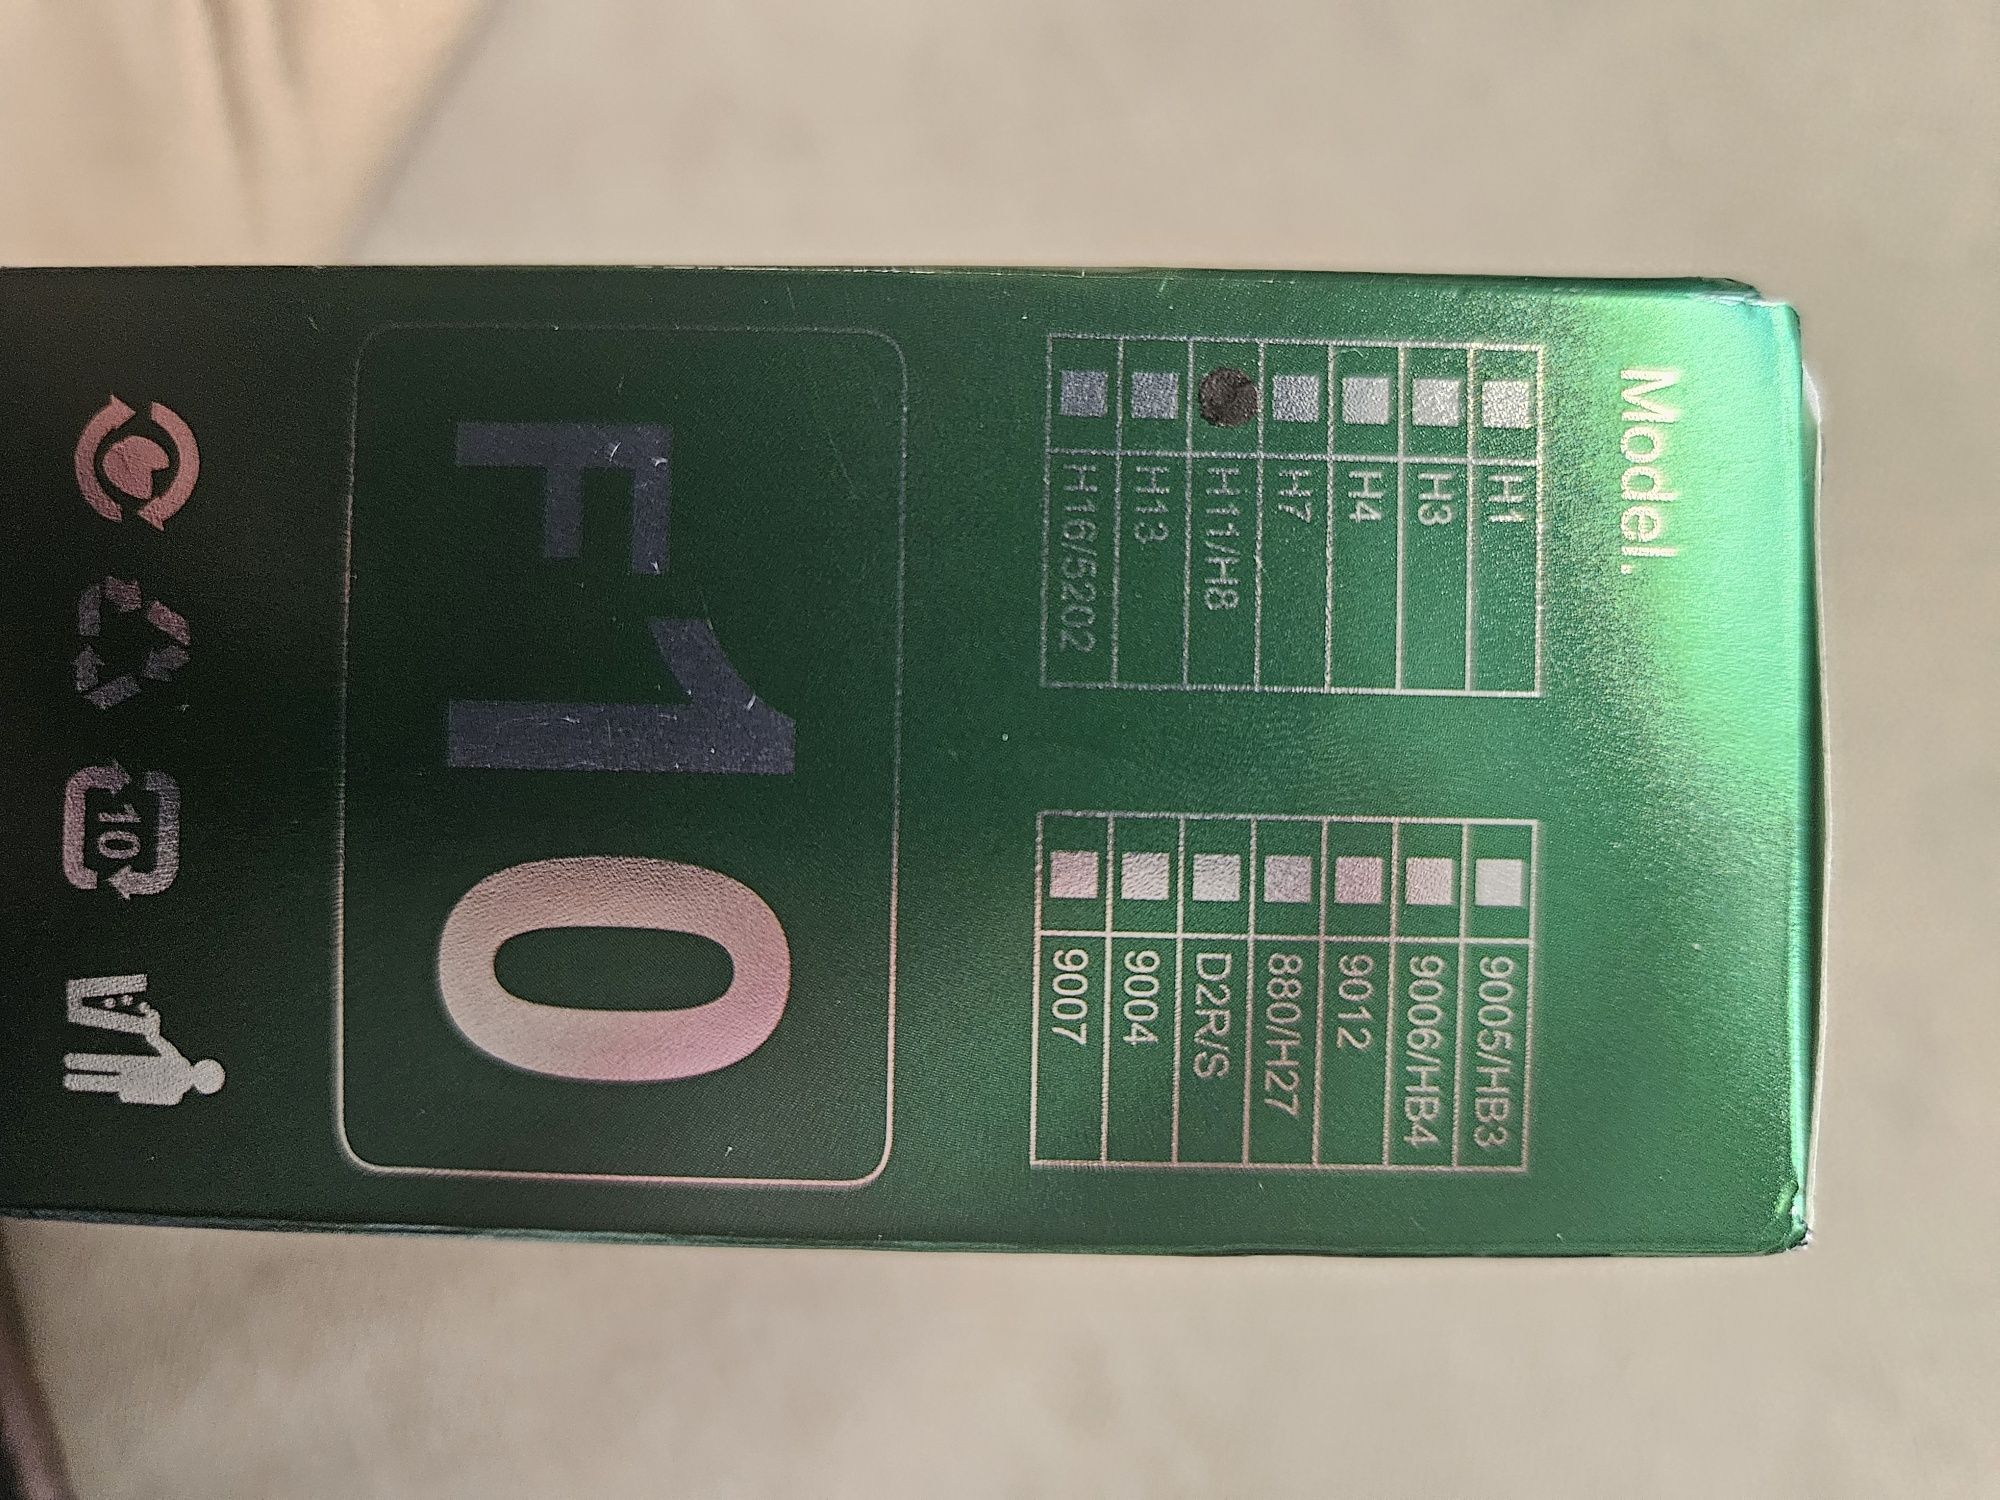 Model.
H1
H3
H4
H7
H11/H8
H13
H16/5202
9005/HB3
9006/HB4
9012
880/H27
D2R/S
9004
9007
F10
10